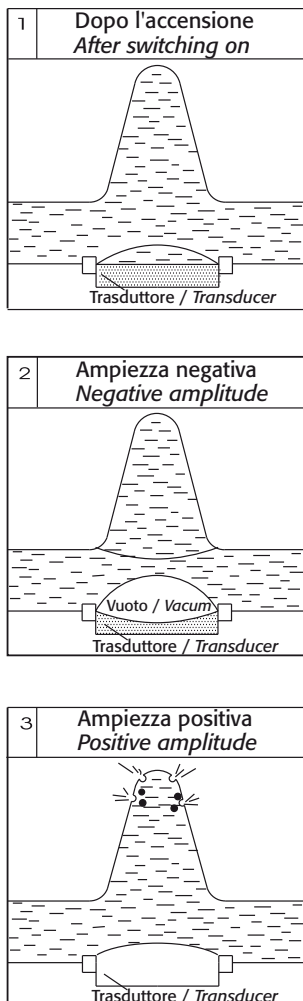 1
Dopo l'accensione
After switching on
Trasduttore / Transducer
2
Ampiezza negativa
Negative amplitude
Vuoto / Vacum
Trasduttore / Transducer
3
Ampiezza positiva
Positive amplitude
Trasduttore / Transducer